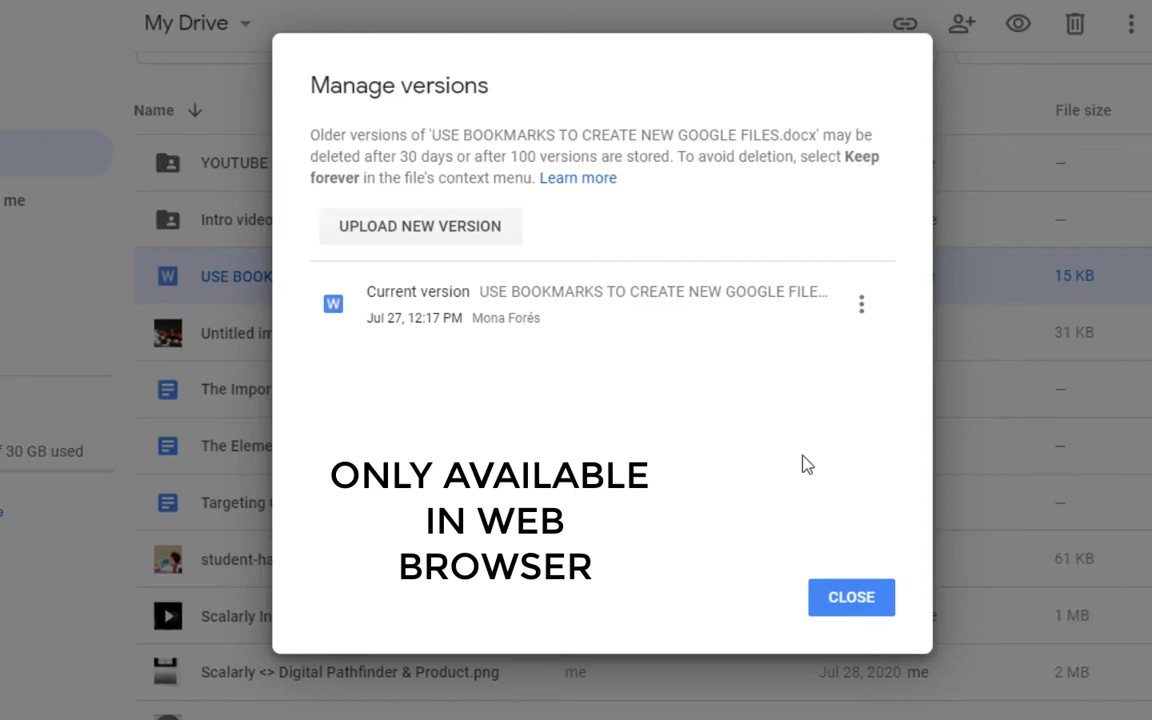 My Drive
Name
File size
Manage versions
Older versions of 'USE BOOKMARKS TO CREATE NEW GOOGLE FILES.docx' may be
deleted after 30 days or after 100 versions are stored. To avoid deletion, select Keep
forever in the file's context menu. Learn more
UPLOAD NEW VERSION
W Current version USE BOOKMARKS TO CREATE NEW GOOGLE FILE...
Jul 27, 12:17 PM Mona Forés
ONLY AVAILABLE
IN WEB
BROWSER
CLOSE
me
30 GB used
YOUTUBE —
Intro video —
W USE BOOK 15 KB
Untitled im 31 KB
The Impor —
The Eleme —
Targeting —
student-ha 61 KB
Scalarly In 1 MB
Scalarly <> Digital Pathfinder & Product.png me Jul 28, 2020 me 2 MB